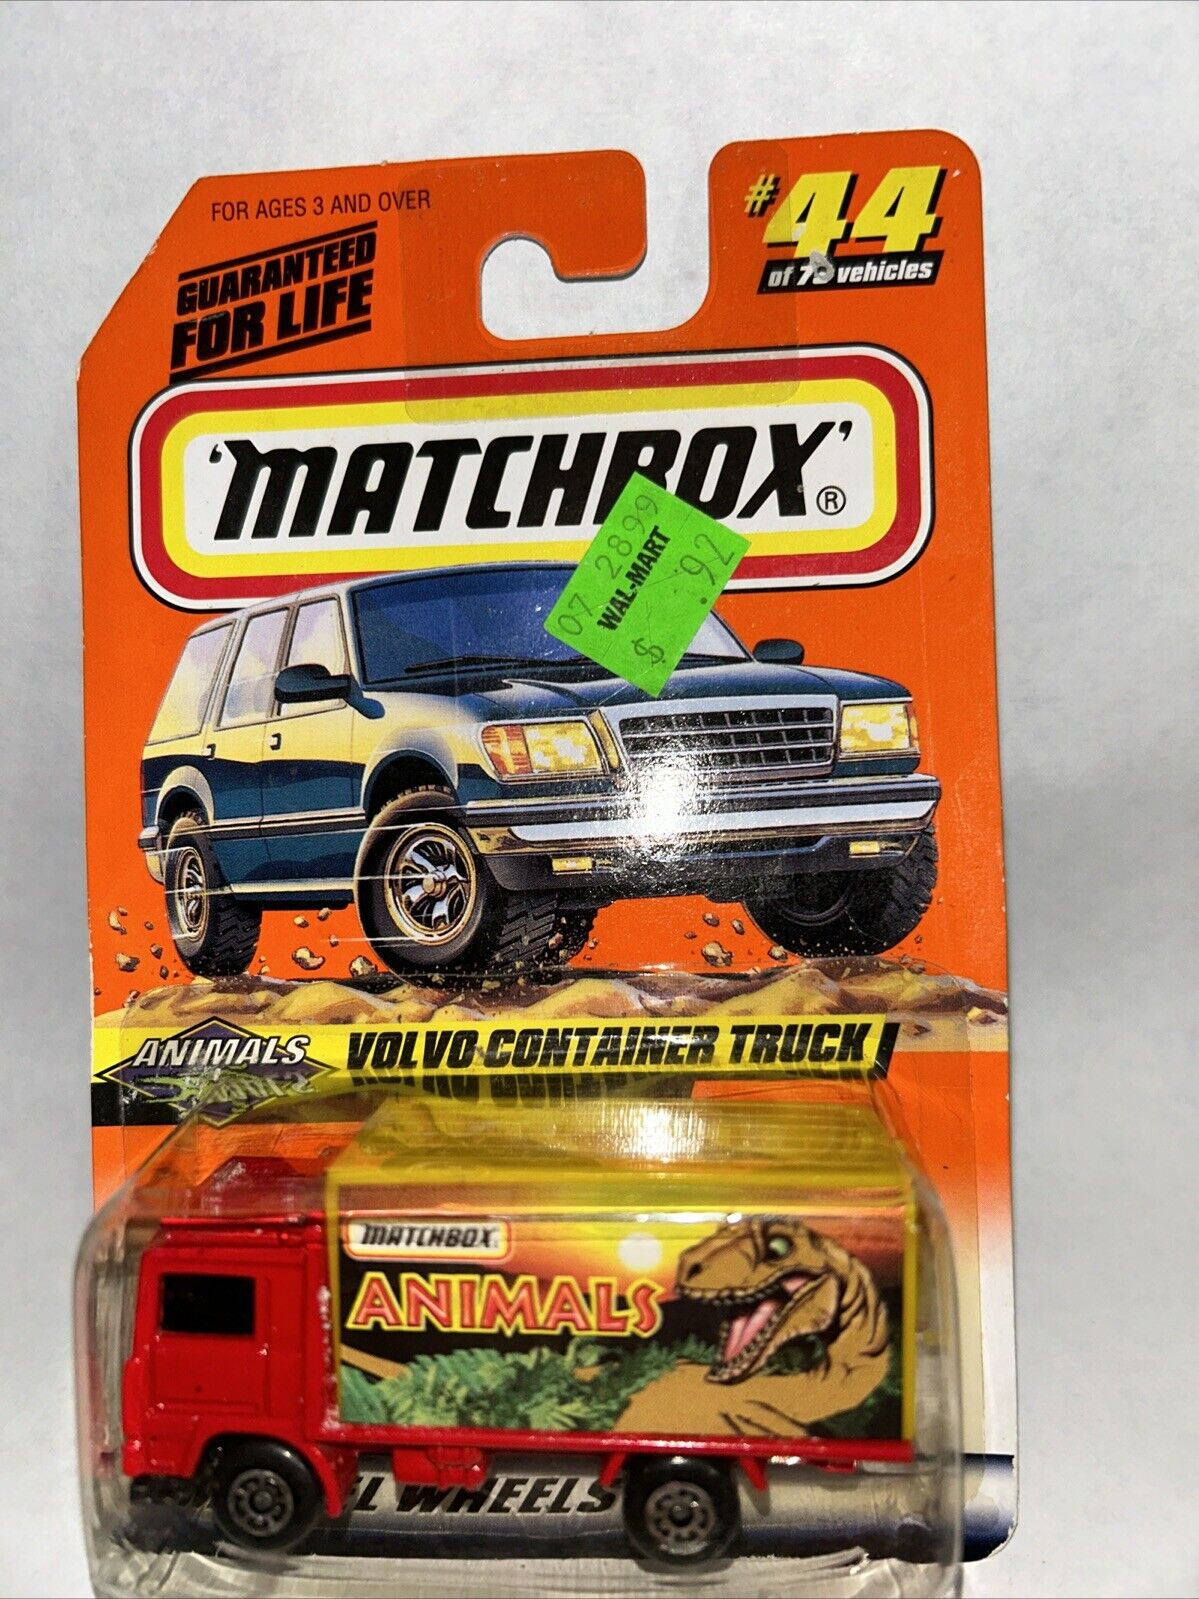 FOR AGES 3 AND OVER
GUARANTEED
FOR LIFE
#44
of 75 vehicles
'MATCHBOX'®
07 2899
WAL-MART
$ .92
ANIMALS
VOLVO CONTAINER TRUCK
MATCHBOX
ANIMALS
WHEELS